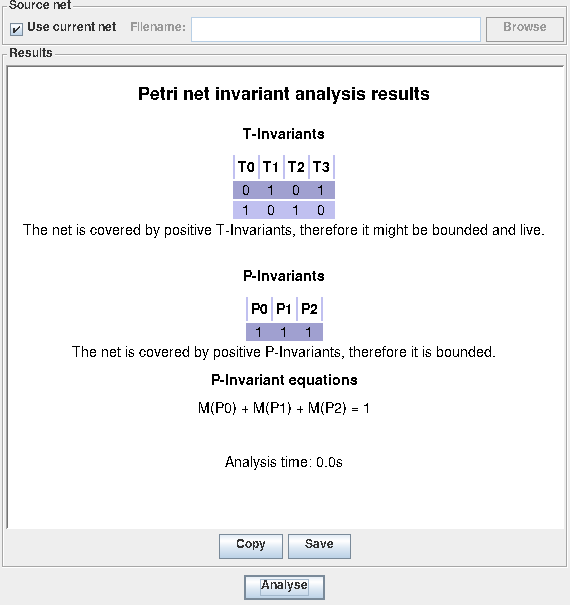 Source net
Use current net Filename: Browse
Results
Petri net invariant analysis results
T-Invariants
T0 T1 T2 T3
0 1 0 1
1 0 1 0
The net is covered by positive T-Invariants, therefore it might be bounded and live.
P-Invariants
P0 P1 P2
1 1 1
The net is covered by positive P-Invariants, therefore it is bounded.
P-Invariant equations
M(P0) + M(P1) + M(P2) = 1
Analysis time: 0.0s
Copy Save
Analyse